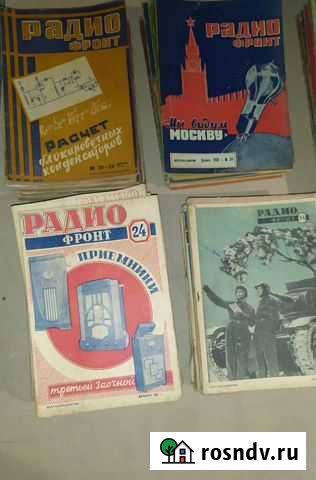 РАДИО
ФРОНТ
РАСЧЕТ
блокировочных
конденсаторов
РАДИО
ФРОНТ
"Мы видим
МОСКВУ"
РАДИО
ФРОНТ
24
ПРИЕМНИКИ
третьей Заочной
РАДИО
ФРОНТ
rosndv.ru